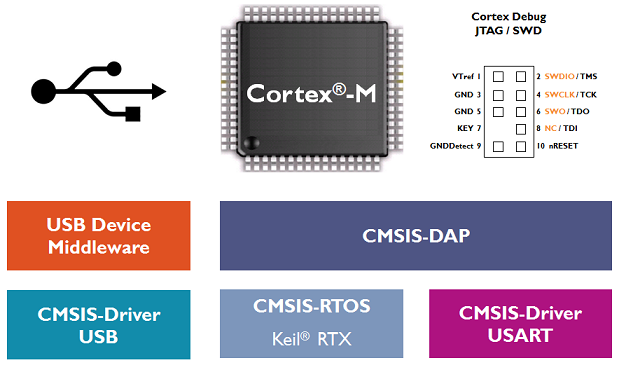 Cortex Debug
JTAG / SWD
Cortex®-M
VTref 1
2 SWDIO / TMS
GND 3
4 SWCLK / TCK
GND 5
6 SWO / TDO
KEY 7
8 NC / TDI
GNDDetect 9
10 nRESET
USB Device
Middleware
CMSIS-DAP
CMSIS-Driver
USB
CMSIS-RTOS
Keil® RTX
CMSIS-Driver
USART